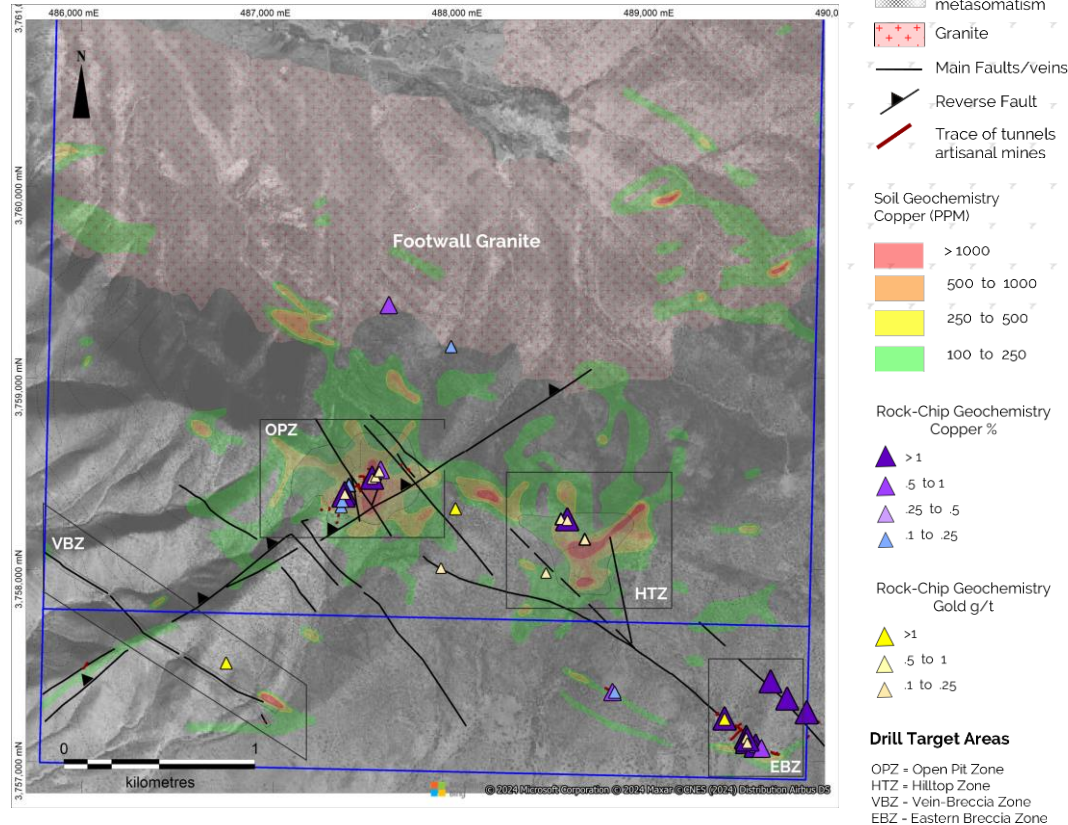 486,000 mE
487,000 mE
488,000 mE
489,000 mE
490,0
3,761,0
3,760,000 mN
3,759,000 mN
3,758,000 mN
3,757,000 mN
N
Footwall Granite
OPZ
VBZ
HTZ
EBZ
0
1
kilometres
© 2024 Microsoft Corporation © 2024 Maxar ©CNES (2024) Distribution Airbus DS
metasomatism
Granite
Main Faults/veins
Reverse Fault
Trace of tunnels
artisanal mines
Soil Geochemistry
Copper (PPM)
> 1000
500 to 1000
250 to 500
100 to 250
Rock-Chip Geochemistry
Copper %
> 1
.5 to 1
.25 to .5
.1 to .25
Rock-Chip Geochemistry
Gold g/t
>1
.5 to 1
.1 to .25
Drill Target Areas
OPZ = Open Pit Zone
HTZ = Hilltop Zone
VBZ - Vein-Breccia Zone
EBZ - Eastern Breccia Zone